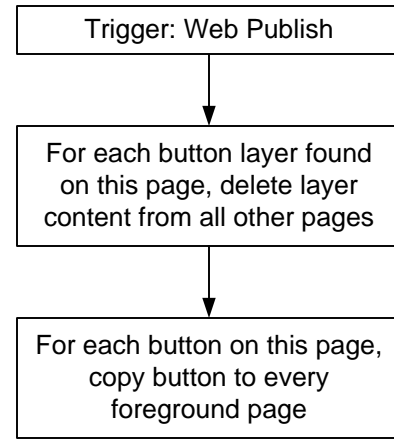 Trigger: Web Publish
For each button layer found
on this page, delete layer
content from all other pages
For each button on this page,
copy button to every
foreground page